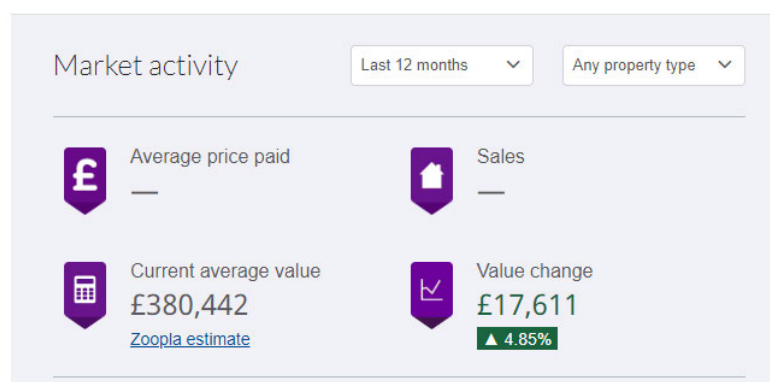 Market activity
Last 12 months
Any property type
£
Average price paid
—
Sales
—
Current average value
£380,442
Zoopla estimate
Value change
£17,611
▲ 4.85%